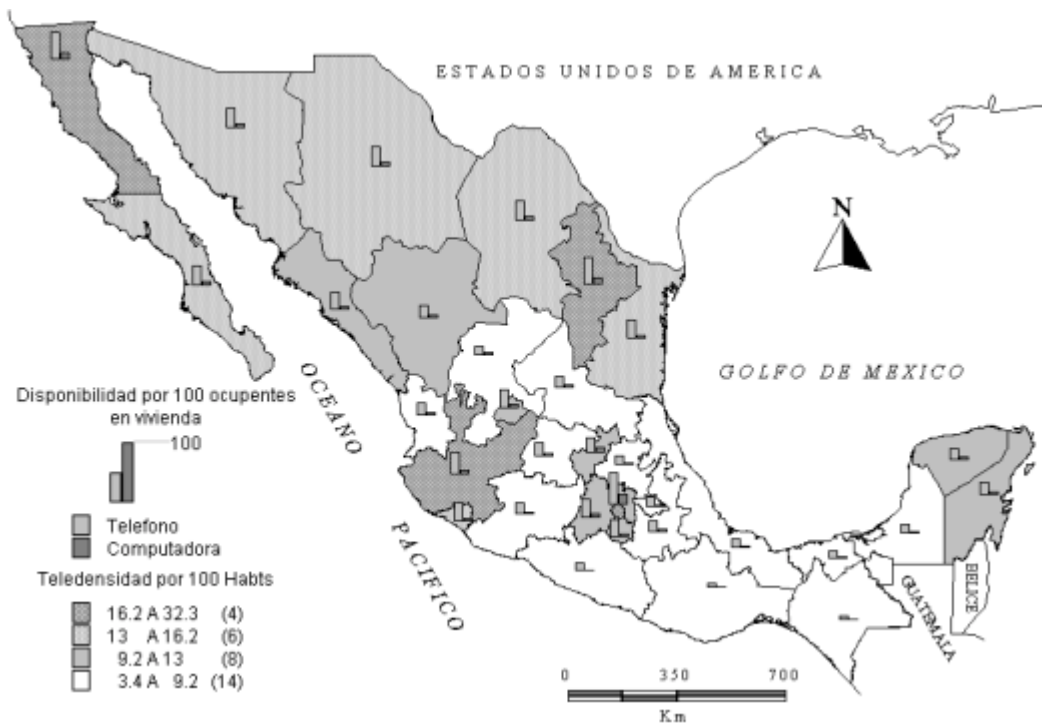 ESTADOS UNIDOS DE AMERICA
N
GOLFO DE MEXICO
OCEANO
PACIFICO
Disponibilidad por 100 ocupentes
en vivienda
100
Telefono
Computadora
Teledensidad por 100 Habts
16.2 A 32.3 (4)
13 A 16.2 (6)
9.2 A 13 (8)
3.4 A 9.2 (14)
GUATEMALA
BELICE
0 350 700
Km